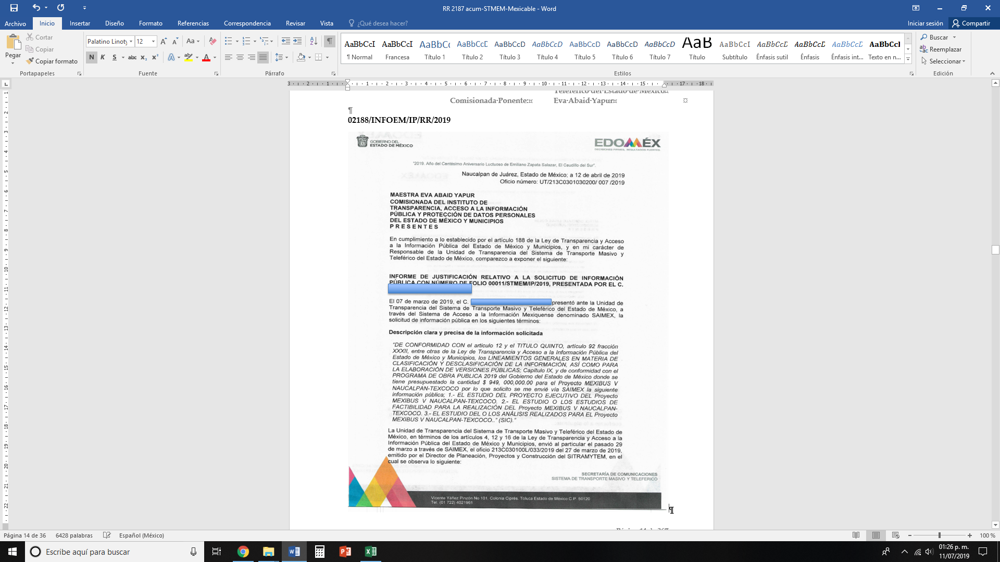 RR 2187 acum-STMEM-Mexicable - Word
Archivo Inicio Insertar Diseño Formato Referencias Correspondencia Revisar Vista ¿Qué desea hacer? Iniciar sesión Compartir
Pegar
Cortar
Copiar
Copiar formato
Palatino Linoty 12
N K S abc x₂ x²
AaBbCcI AaBbCcI AaBbCc AaBbCcD AaBbCcD AaBbCcD AaBbCcD AaBbCcD AaBbCcD AaB AaBbCcI AaBbCcD AaBbCcD AaBbCcD AaBbCcI
¶ Normal Francesa Título 1 Título 2 Título 3 Título 4 Título 5 Título 6 Título 7 Título Subtítulo Énfasis sutil Énfasis Énfasis int... Texto en n...
Buscar
Reemplazar
Seleccionar
Portapapeles Fuente Párrafo Estilos Edición
Teleférico·del·Estado·de·México¤
Comisionada·Ponente:¤ Eva·Abaid·Yapur¤ ¤
¶
02188/INFOEM/IP/RR/2019
GOBIERNO DEL
ESTADO DE MÉXICO
EDOMÉX
DECISIONES FIRMES, RESULTADOS FUERTES.
"2019. Año del Centésimo Aniversario Luctuoso de Emiliano Zapata Salazar, El Caudillo del Sur".
Naucalpan de Juárez, Estado de México; a 12 de abril de 2019
Oficio número: UT/213C0301030200/ 007 /2019
MAESTRA EVA ABAID YAPUR
COMISIONADA DEL INSTITUTO DE
TRANSPARENCIA, ACCESO A LA INFORMACIÓN
PÚBLICA Y PROTECCIÓN DE DATOS PERSONALES
DEL ESTADO DE MÉXICO Y MUNICIPIOS
P R E S E N T E S
En cumplimiento a lo establecido por el artículo 188 de la Ley de Transparencia y Acceso
a la Información Pública del Estado de México y Municipios, y en mi carácter de
Responsable de la Unidad de Transparencia del Sistema de Transporte Masivo y
Teleférico del Estado de México, comparezco a exponer el siguiente:
INFORME DE JUSTIFICACIÓN RELATIVO A LA SOLICITUD DE INFORMACIÓN
PÚBLICA CON NÚMERO DE FOLIO 00011/STMEM/IP/2019, PRESENTADA POR EL C.
El 07 de marzo de 2019, el C. presentó ante la Unidad de
Transparencia del Sistema de Transporte Masivo y Teleférico del Estado de México, a
través del Sistema de Acceso a la Información Mexiquense denominado SAIMEX, la
solicitud de información pública en los siguientes términos:
Descripción clara y precisa de la información solicitada
"DE CONFORMIDAD CON el articulo 12 y el TITULO QUINTO, artículo 92 fracción
XXXII, entre otras de la Ley de Transparencia y Acceso a la Información Pública del
Estado de México y Municipios, los LINEAMIENTOS GENERALES EN MATERIA DE
CLASIFICACIÓN Y DESCLASIFICACIÓN DE LA INFORMACIÓN, ASÍ COMO PARA
LA ELABORACIÓN DE VERSIONES PÚBLICAS; Capítulo IX, y de conformidad con el
PROGRAMA DE OBRA PUBLICA 2019 del Gobierno del Estado de México donde se
tiene presupuestado la cantidad $ 949, 000,000.00 para el Proyecto MEXIBUS V
NAUCALPAN-TEXCOCO por lo que solicito se me envié vía SAIMEX la siguiente
información pública; 1.- EL ESTUDIO DEL PROYECTO EJECUTIVO DEL Proyecto
MEXIBUS V NAUCALPAN-TEXCOCO. 2.- EL ESTUDIO O LOS ESTUDIOS DE
FACTIBILIDAD PARA LA REALIZACIÓN DEL Proyecto MEXIBUS V NAUCALPAN-
TEXCOCO. 3.- EL ESTUDIO DEL O LOS ANÁLISIS REALIZADOS PARA EL Proyecto
MEXIBUS V NAUCALPAN-TEXCOCO.." (SIC)."
La Unidad de Transparencia del Sistema de Transporte Masivo y Teleférico del Estado de
México, en términos de los artículos 4, 12 y 16 de la Ley de Transparencia y Acceso a la
Información Pública del Estado de México y Municipios, envió al particular el pasado 29
de marzo a través de SAIMEX, el oficio 213C030100L/033/2019 del 27 de marzo de 2019,
emitido por el Director de Planeación, Proyectos y Construcción del SITRAMYTEM, en el
cual se observa lo siguiente:
SECRETARÍA DE COMUNICACIONES
SISTEMA DE TRANSPORTE MASIVO Y TELEFERICO
Vicente Yáñez Pinzón No 101, Colonia Ciprés. Toluca Estado de México C.P. 50120
Tel. (01 722) 4021961
¶
Página 14 de 36 6428 palabras Español (México) 100 %
Escribe aquí para buscar
01:26 p. m.
11/07/2019